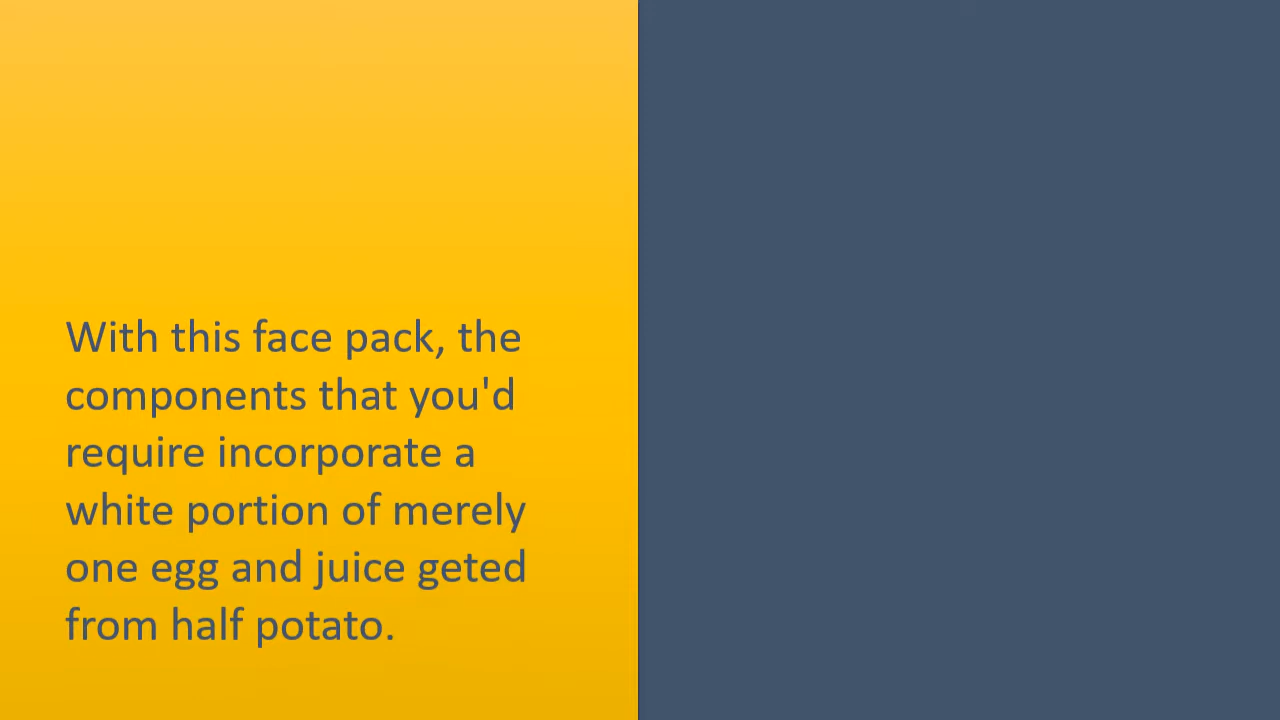 With this face pack, the
components that you'd
require incorporate a
white portion of merely
one egg and juice geted
from half potato.